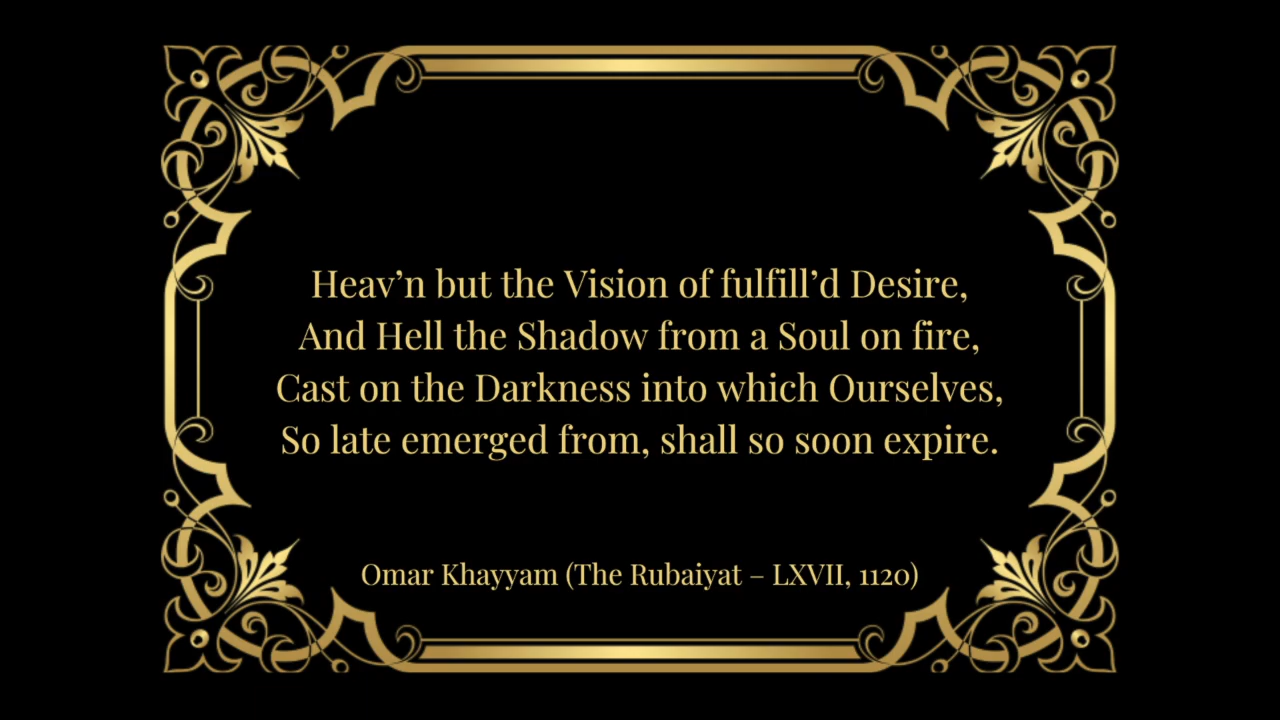 Heav’n but the Vision of fulfill’d Desire,
And Hell the Shadow from a Soul on fire,
Cast on the Darkness into which Ourselves,
So late emerged from, shall so soon expire.
Omar Khayyam (The Rubaiyat – LXVII, 1120)